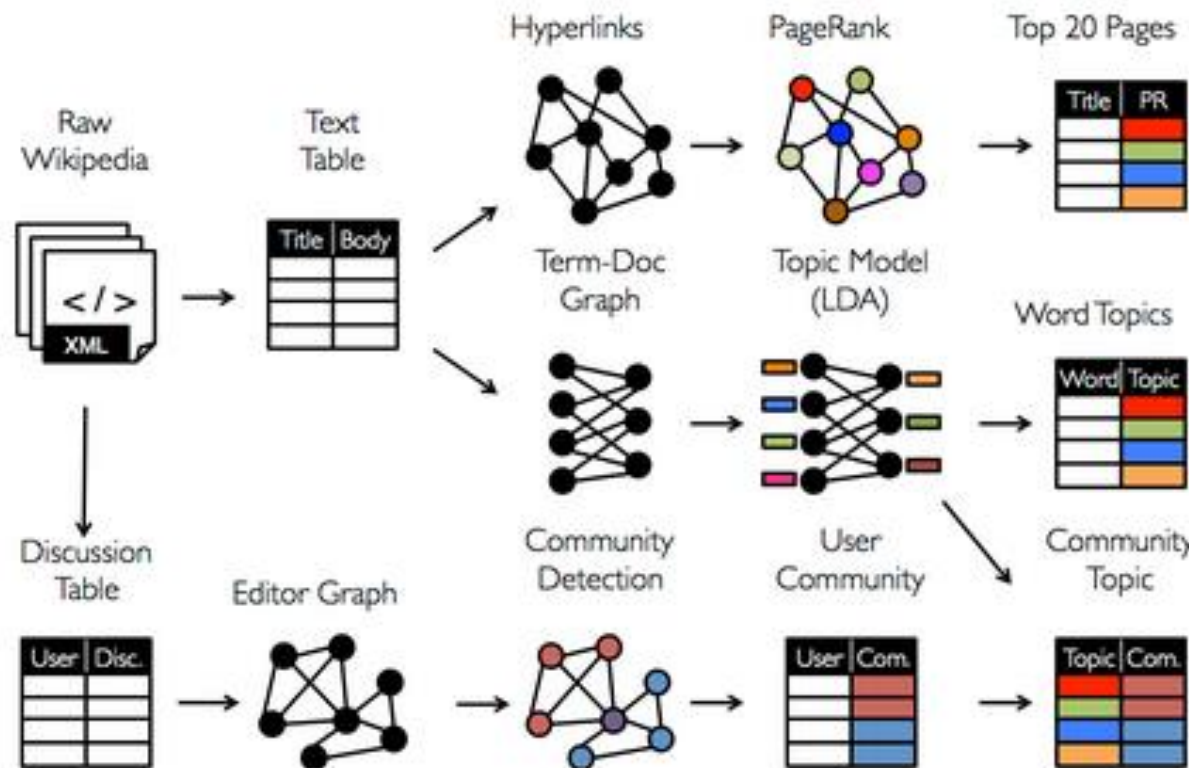 Hyperlinks
PageRank
Top 20 Pages
Raw
Wikipedia
Text
Table
Title PR
Title Body
</>
XML
Term-Doc
Graph
Topic Model
(LDA)
Word Topics
Word Topic
Discussion
Table
Editor Graph
Community
Detection
User
Community
Community
Topic
User Disc.
User Com.
Topic Com.